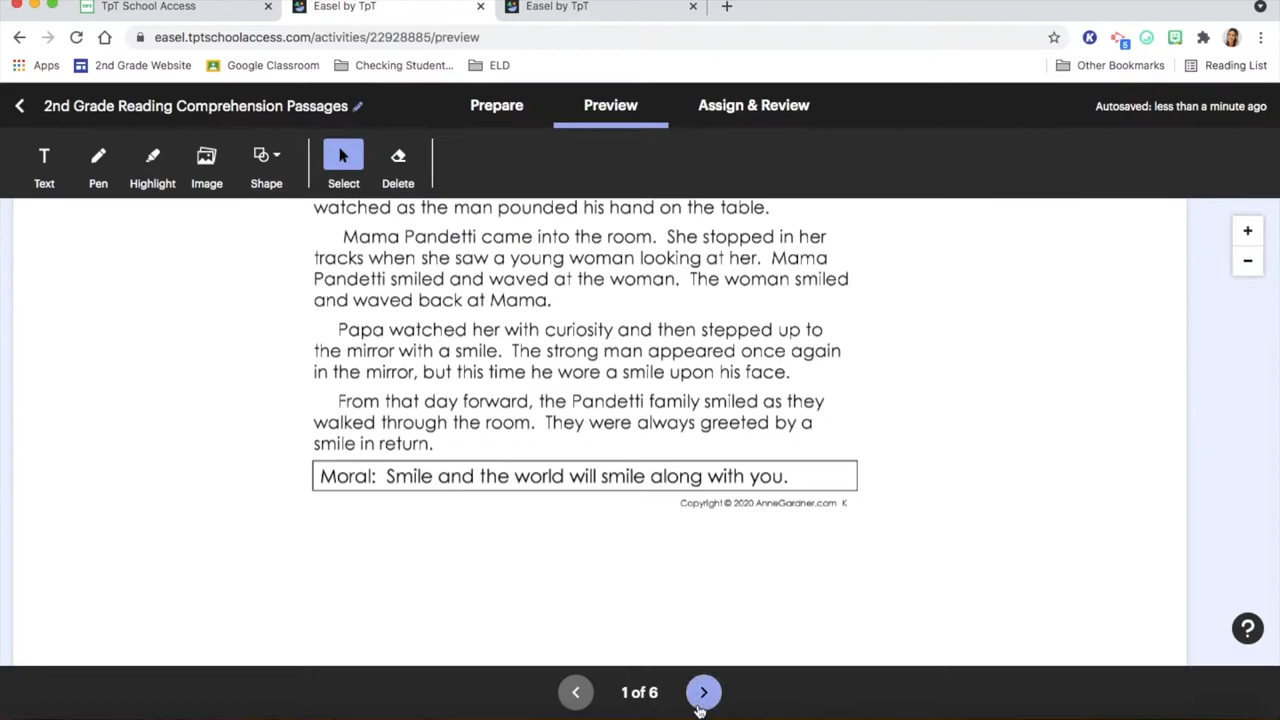 TpT School Access
Easel by TpT
Easel by TpT
easel.tptschoolaccess.com/activities/22928885/preview
5
Apps
2nd Grade Website
Google Classroom
Checking Student...
ELD
Other Bookmarks
Reading List
2nd Grade Reading Comprehension Passages
Prepare
Preview
Assign & Review
Autosaved: less than a minute ago
Text
Pen
Highlight
Image
Shape
Select
Delete
watched as the man pounded his hand on the table.
Mama Pandetti came into the room. She stopped in her
tracks when she saw a young woman looking at her. Mama
Pandetti smiled and waved at the woman. The woman smiled
and waved back at Mama.
Papa watched her with curiosity and then stepped up to
the mirror with a smile. The strong man appeared once again
in the mirror, but this time he wore a smile upon his face.
From that day forward, the Pandetti family smiled as they
walked through the room. They were always greeted by a
smile in return.
Moral: Smile and the world will smile along with you.
Copyright © 2020 AnneGardner.com K
1 of 6